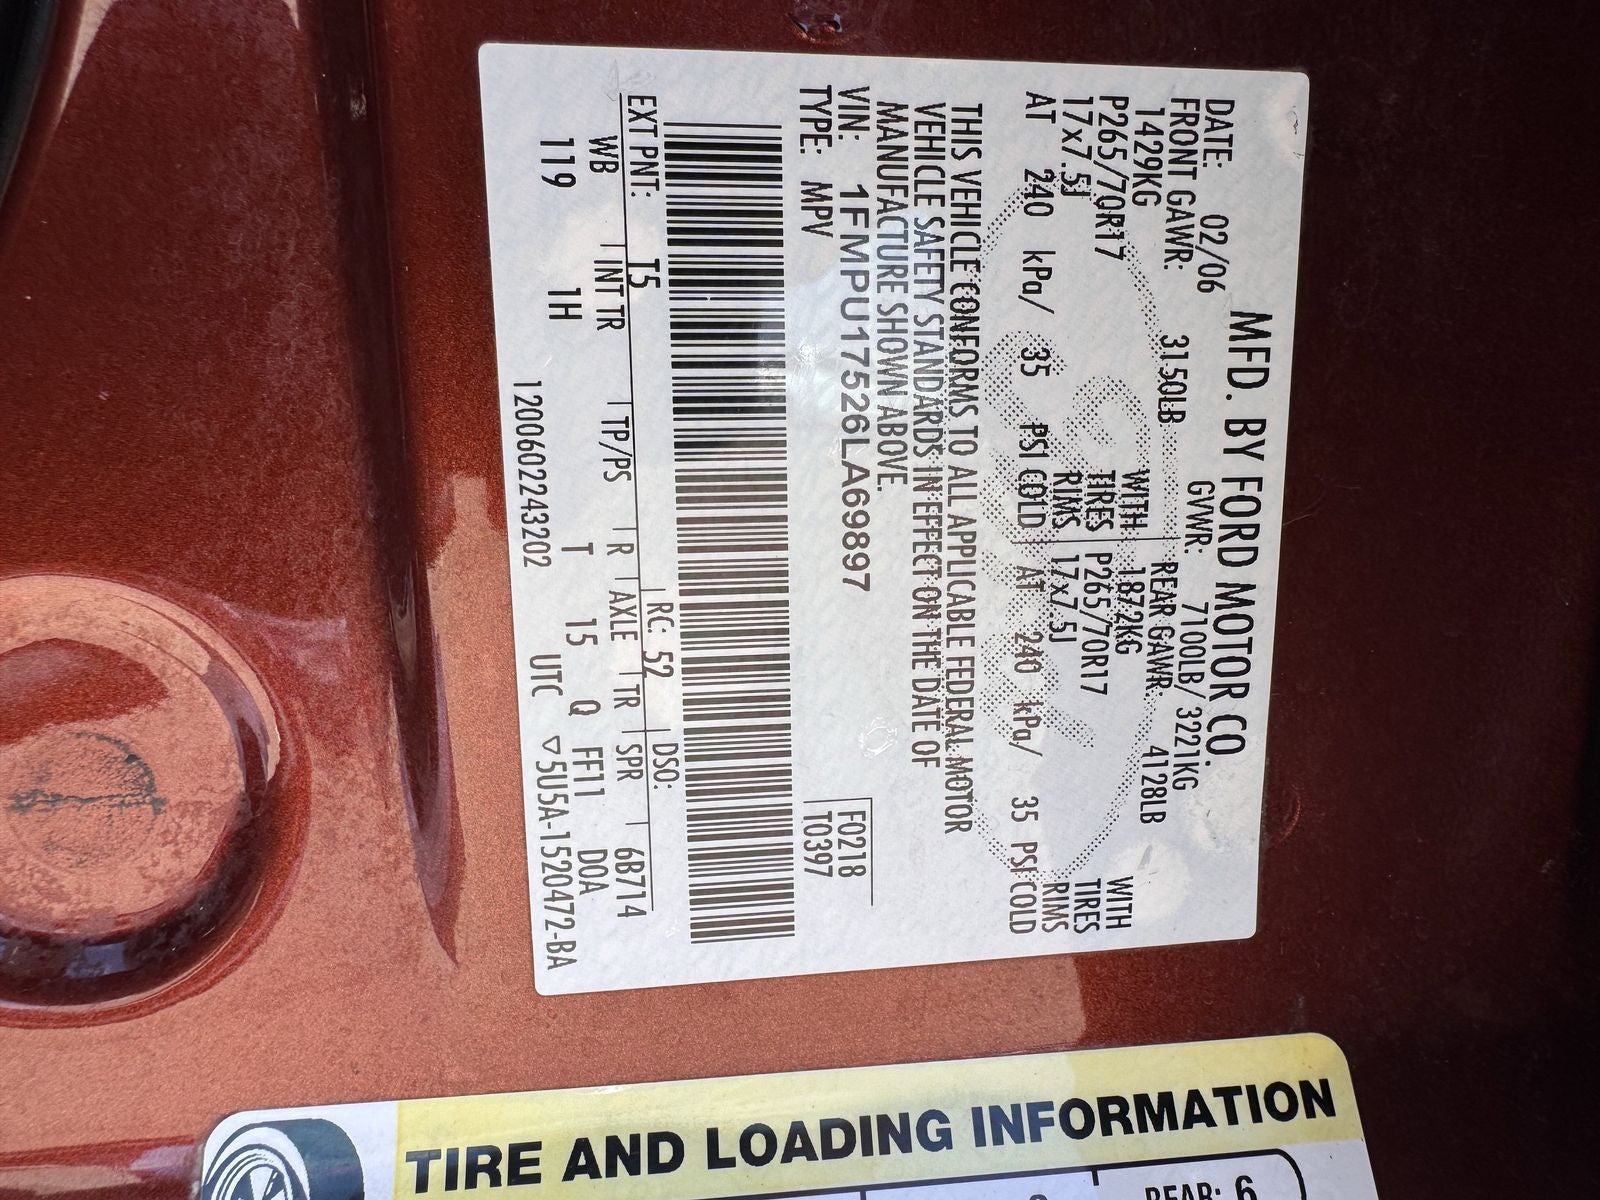 MFD. BY FORD MOTOR CO.
DATE: 02/06 GVWR: 7100LB/ 3221KG
FRONT GAWR: 3150LB REAR GAWR: 4128LB
1429KG WITH 1872KG WITH
P265/70R17 TIRES P265/70R17 TIRES
17x7.5J RIMS 17x7.5J RIMS
AT 240 kPa/ 35 PSI COLD AT 240 kPa/ 35 PSI COLD
THIS VEHICLE CONFORMS TO ALL APPLICABLE FEDERAL MOTOR
VEHICLE SAFETY STANDARDS IN EFFECT ON THE DATE OF
MANUFACTURE SHOWN ABOVE.
VIN: 1FMPU17526LA69897 F0218
TYPE: MPV T0397
EXT PNT: T5 RC: 52 DSO:
WB INT TR TP/PS R AXLE TR SPR 6B714
119 1H T 15 Q FF11 DOA
1200602243202 UTC ▽5U5A-1520472-BA
TIRE AND LOADING INFORMATION
REAR: 6